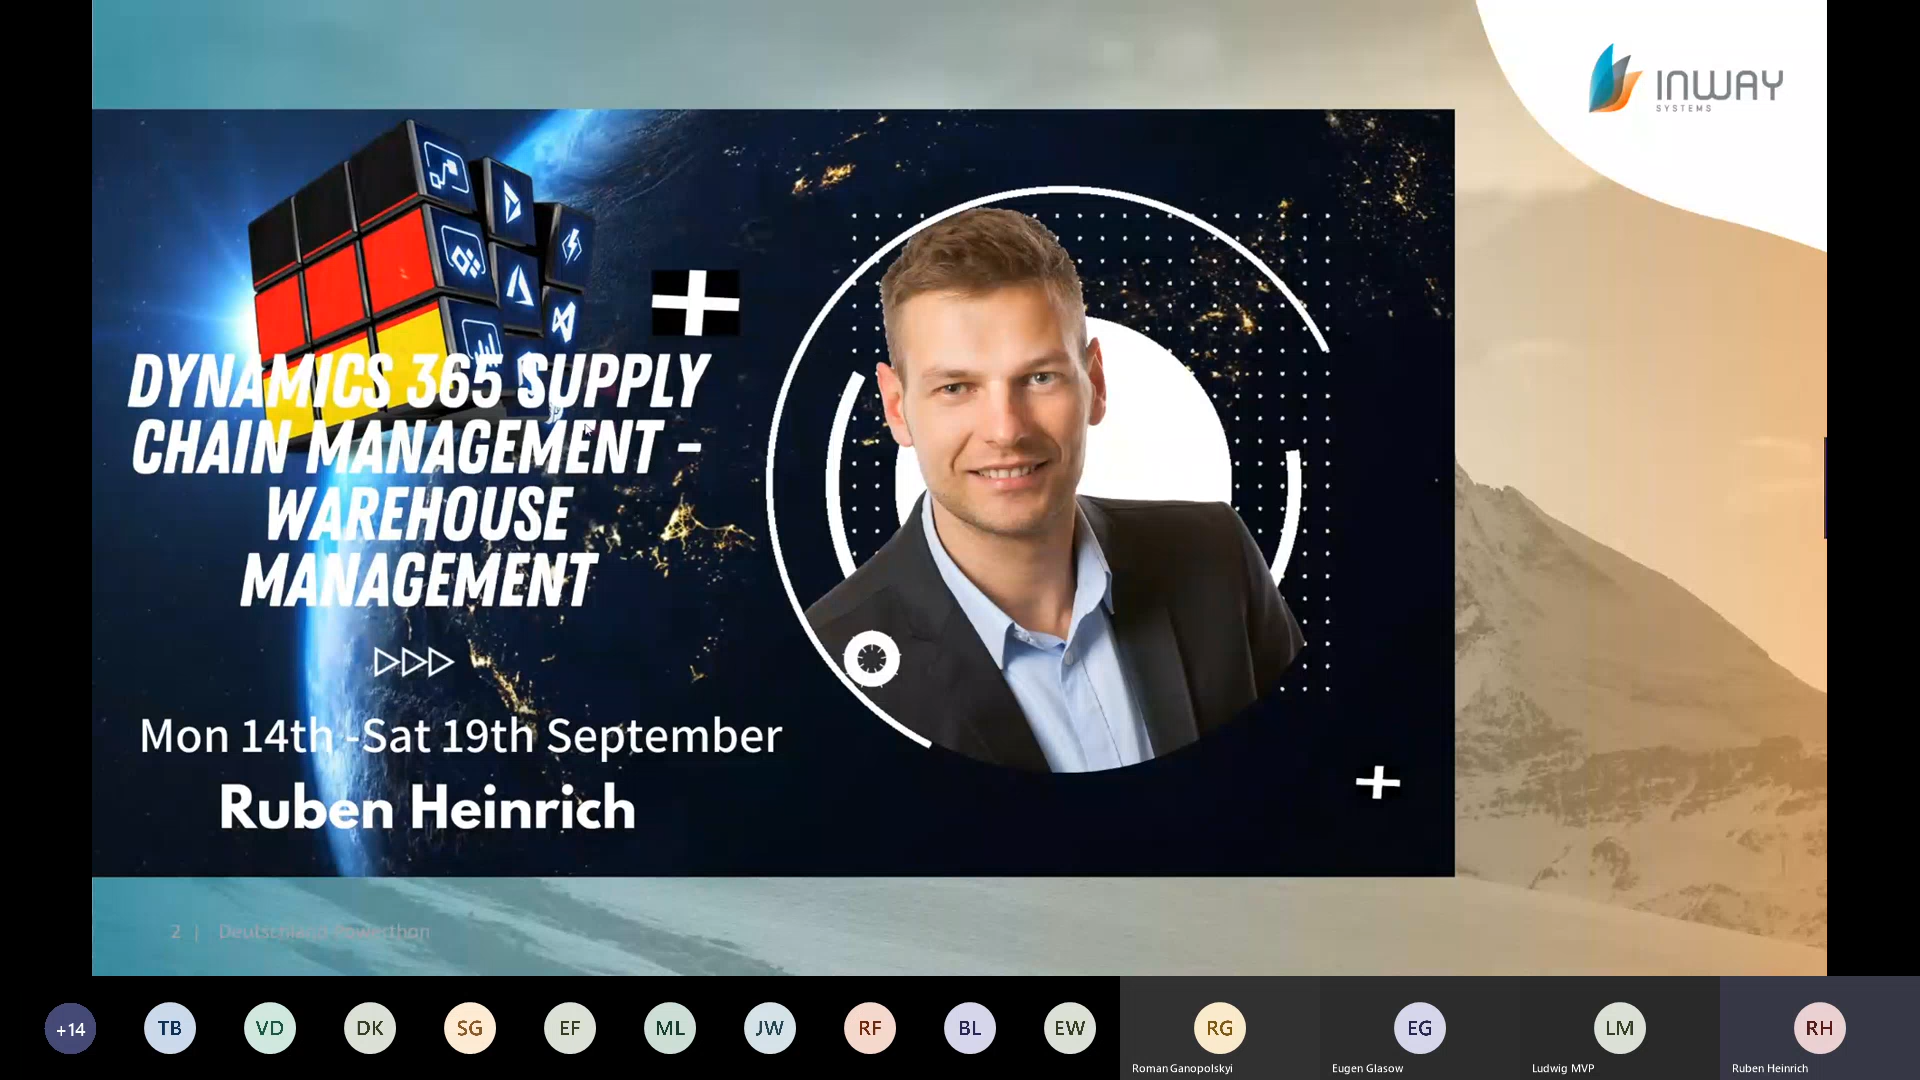 INWAY
SYSTEMS
DYNAMICS 365 SUPPLY
CHAIN MANAGEMENT -
WAREHOUSE
MANAGEMENT
Mon 14th -Sat 19th September
Ruben Heinrich
2 | Deutschland Powerthon
+14
TB
VD
DK
SG
EF
ML
JW
RF
BL
EW
RG
EG
LM
RH
Roman Ganopolskyi
Eugen Glasow
Ludwig MVP
Ruben Heinrich